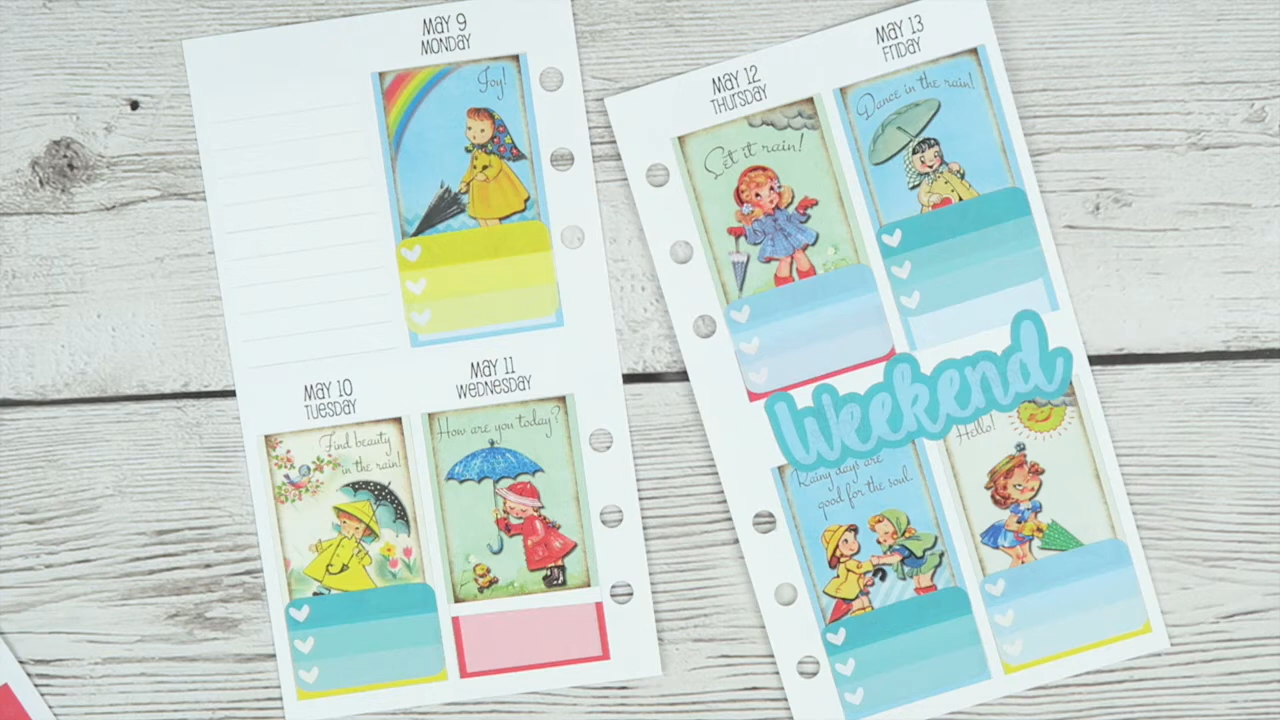 MAY 9
MONDAY
Joy!
MAY 10
TUESDAY
Find beauty
in the rain!
MAY 11
WEDNESDAY
How are you today?
MAY 12
THURSDAY
Let it rain!
MAY 13
FRIDAY
Dance in the rain!
Weekend
Rainy days are
good for the soul
Hello!